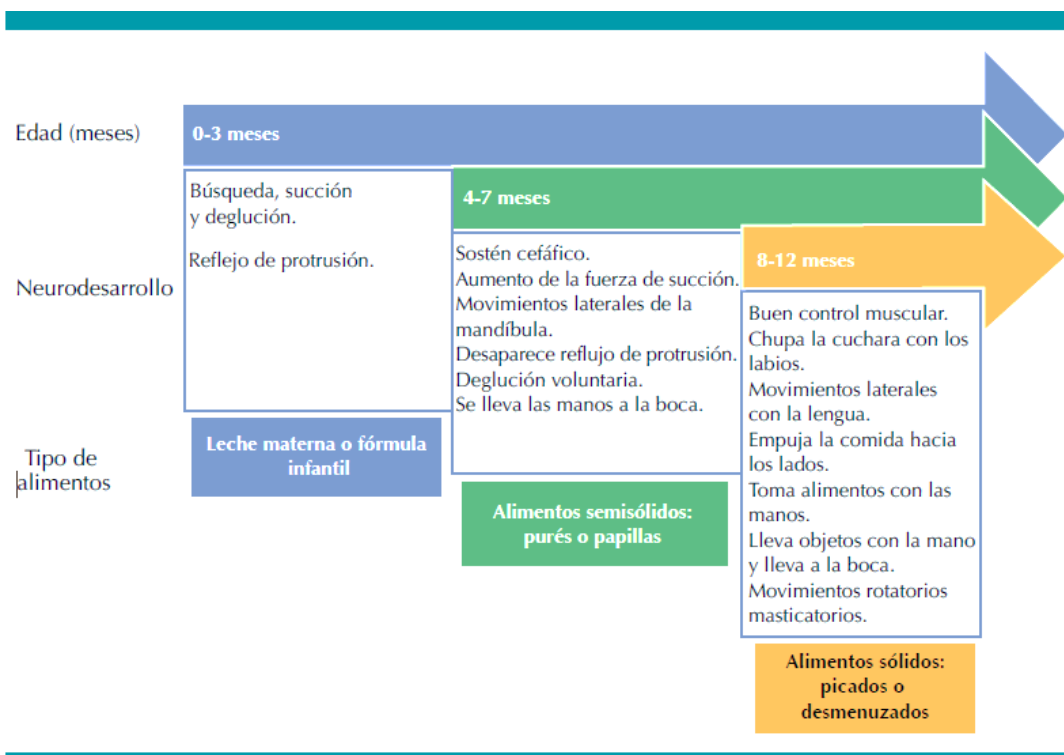 Edad (meses)
0-3 meses
Búsqueda, succión
y deglución.
Reflejo de protrusión.
4-7 meses
Sostén cefáfico.
Aumento de la fuerza de succión.
Movimientos laterales de la
mandíbula.
Desaparece reflujo de protrusión.
Deglución voluntaria.
Se lleva las manos a la boca.
8-12 meses
Buen control muscular.
Chupa la cuchara con los
labios.
Movimientos laterales
con la lengua.
Empuja la comida hacia
los lados.
Toma alimentos con las
manos.
Lleva objetos con la mano
y lleva a la boca.
Movimientos rotatorios
masticatorios.
Neurodesarrollo
Tipo de
alimentos
Leche materna o fórmula
infantil
Alimentos semisólidos:
purés o papillas
Alimentos sólidos:
picados o
desmenuzados